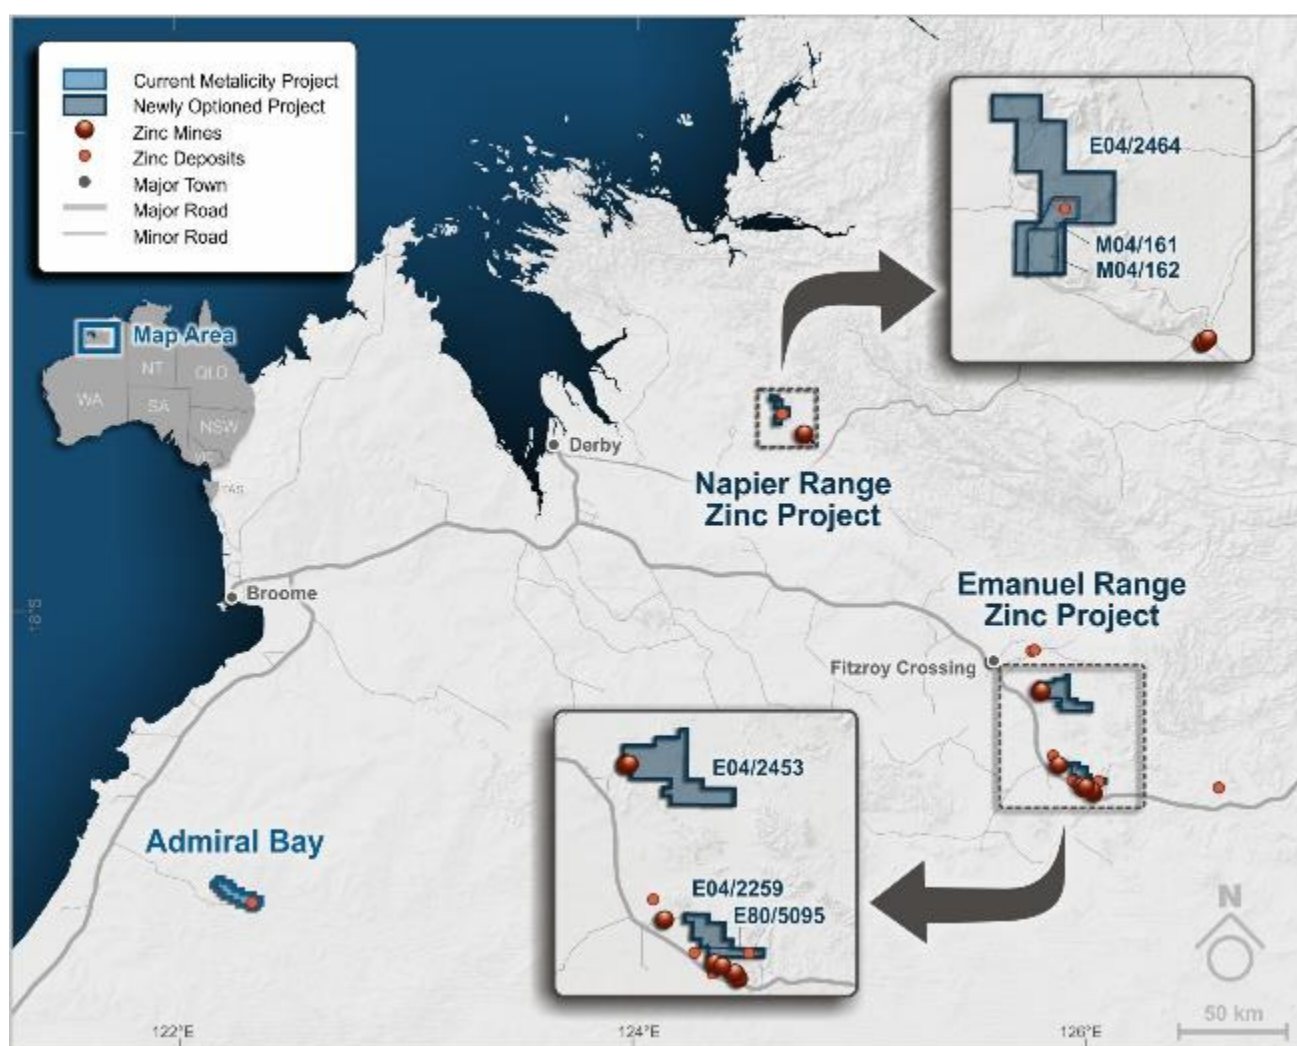 Current Metalicity Project
Newly Optioned Project
Zinc Mines
Zinc Deposits
Major Town
Major Road
Minor Road
Map Area
WA
NT
QLD
SA
NSW
TAS
E04/2464
M04/161
M04/162
Derby
Napier Range
Zinc Project
Broome
18°S
Emanuel Range
Zinc Project
Fitzroy Crossing
E04/2453
E04/2259
E80/5095
Admiral Bay
N
50 km
122°E
124°E
126°E